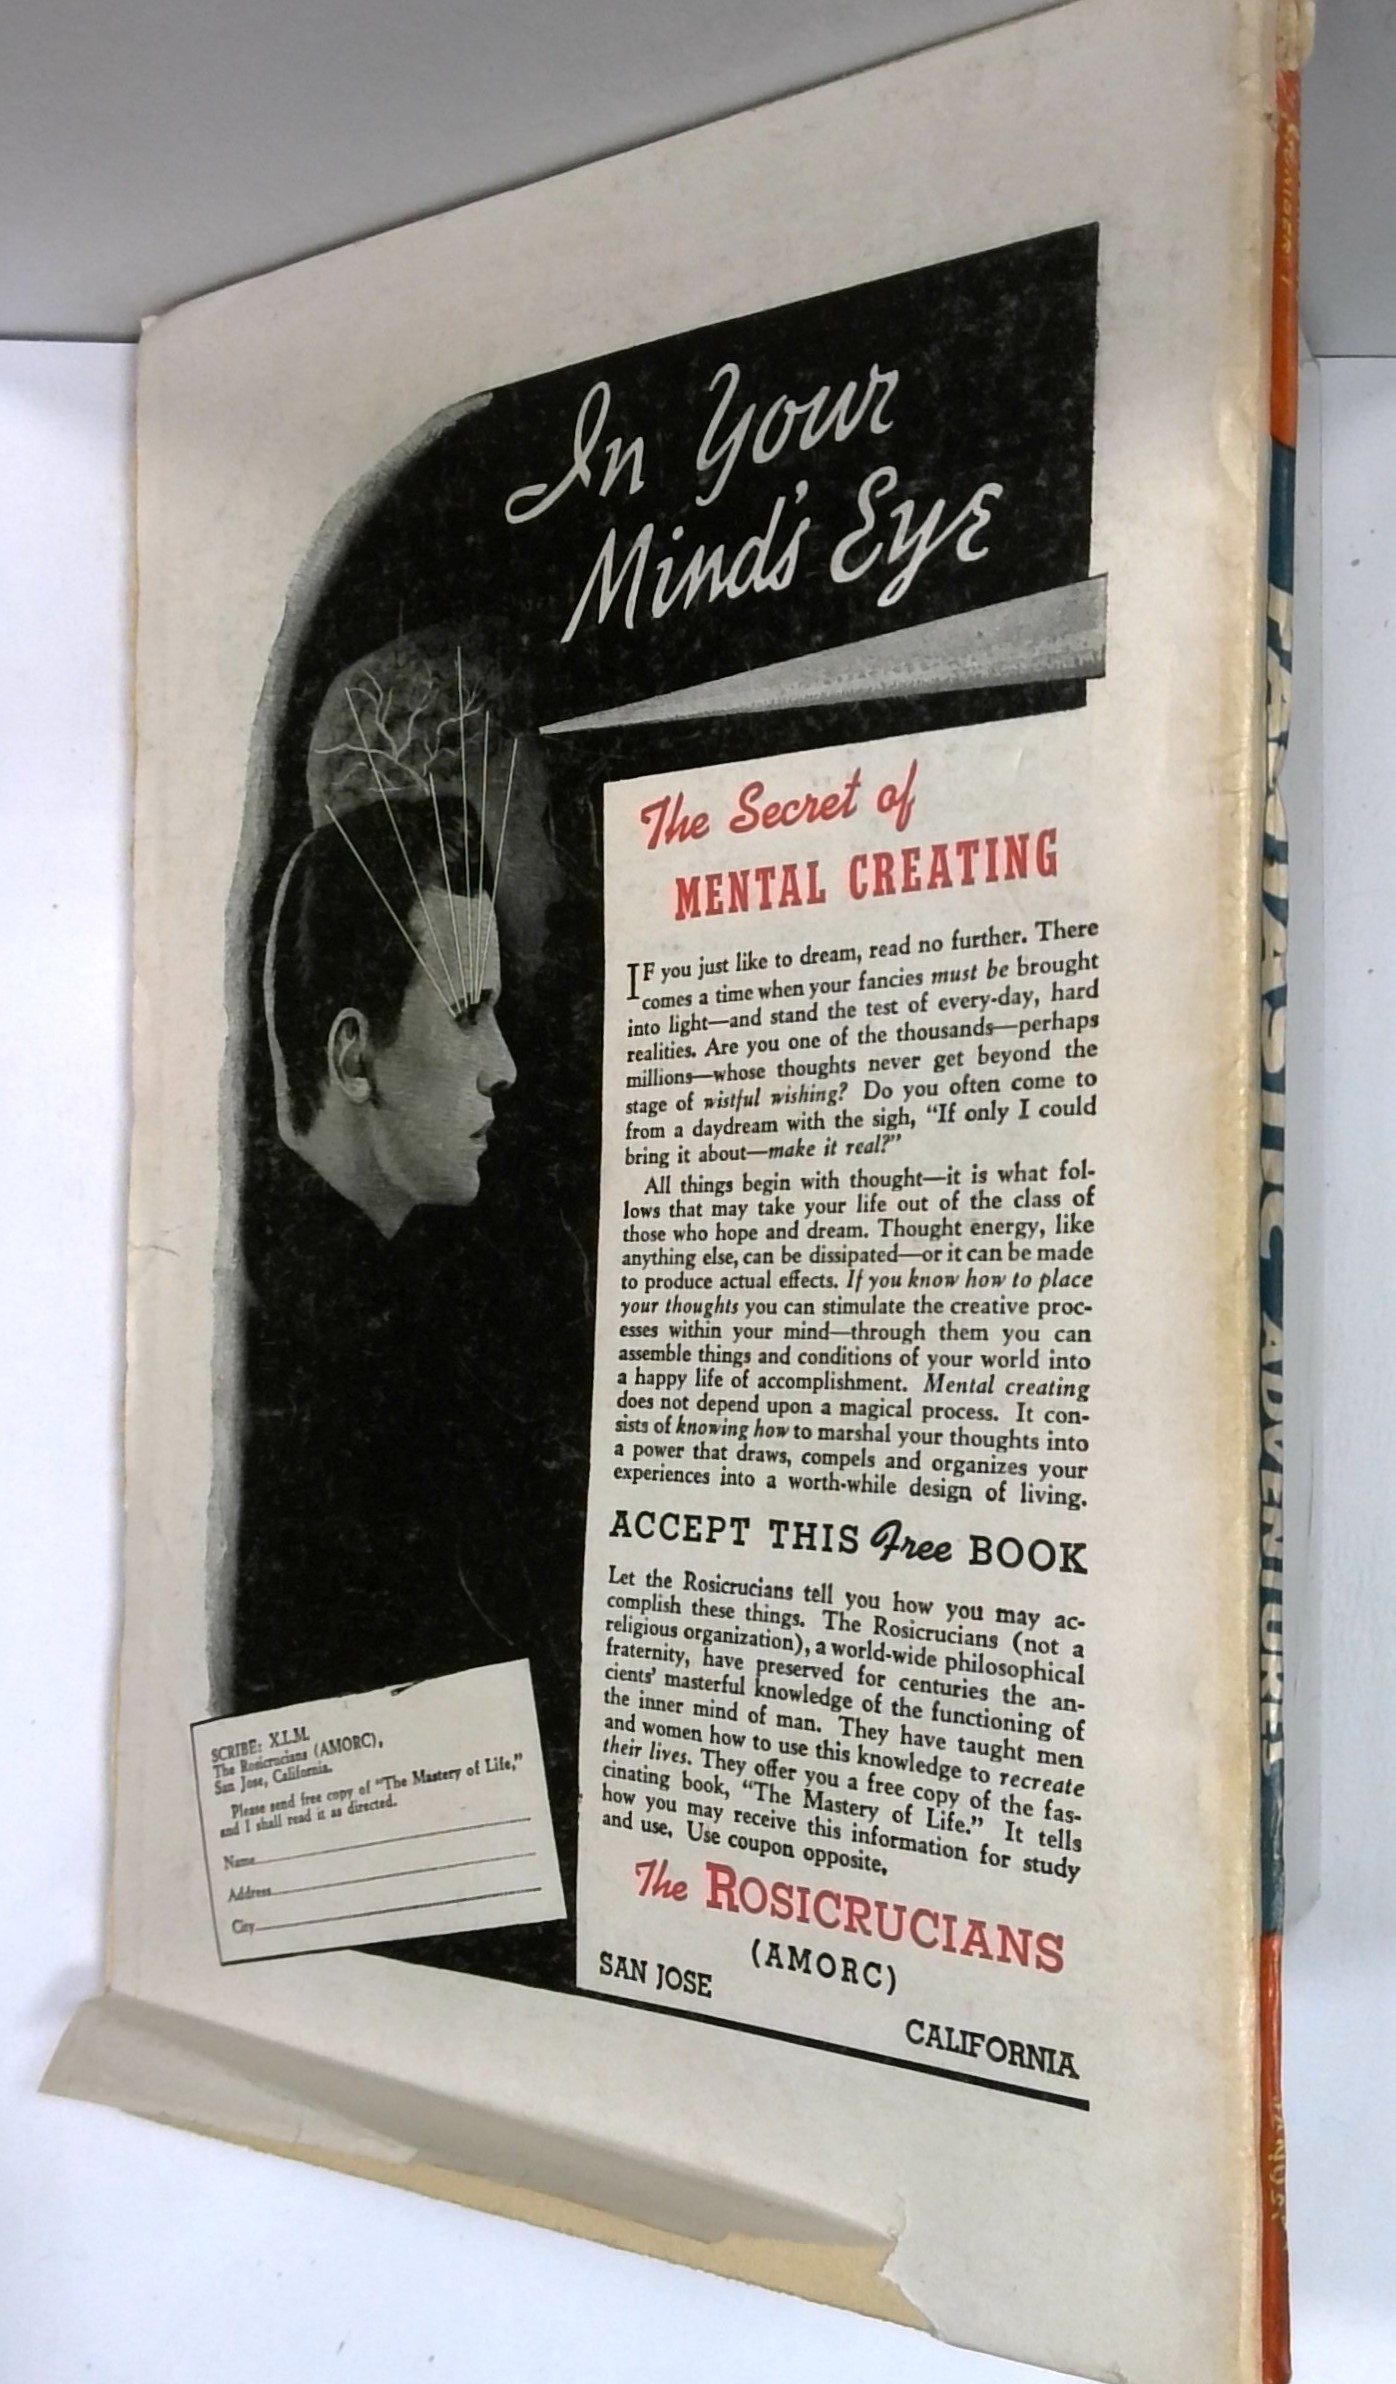 In Your
Mind's Eye
The Secret of
MENTAL CREATING
IF you just like to dream, read no further. There
comes a time when your fancies must be brought
into light—and stand the test of every-day, hard
realities. Are you one of the thousands—perhaps
millions—whose thoughts never get beyond the
stage of wistful wishing? Do you often come to
from a daydream with the sigh, "If only I could
bring it about—make it real?"
All things begin with thought—it is what fol-
lows that may take your life out of the class of
those who hope and dream. Thought energy, like
anything else, can be dissipated—or it can be made
to produce actual effects. If you know how to place
your thoughts you can stimulate the creative proc-
esses within your mind—through them you can
assemble things and conditions of your world into
a happy life of accomplishment. Mental creating
does not depend upon a magical process. It con-
sists of knowing how to marshal your thoughts into
a power that draws, compels and organizes your
experiences into a worth-while design of living.
ACCEPT THIS Free BOOK
Let the Rosicrucians tell you how you may ac-
complish these things. The Rosicrucians (not a
religious organization), a world-wide philosophical
fraternity, have preserved for centuries the an-
cients' masterful knowledge of the functioning of
the inner mind of man. They have taught men
and women how to use this knowledge to recreate
their lives. They offer you a free copy of the fas-
cinating book, "The Mastery of Life." It tells
how you may receive this information for study
and use. Use coupon opposite.
The ROSICRUCIANS
(AMORC)
SAN JOSE
CALIFORNIA
SCRIBE: X.L.M.
The Rosicrucians (AMORC),
San Jose, California.
Please send free copy of "The Mastery of Life,"
and I shall read it as directed.
Name
Address
City
FANTASTIC ADVENTURES